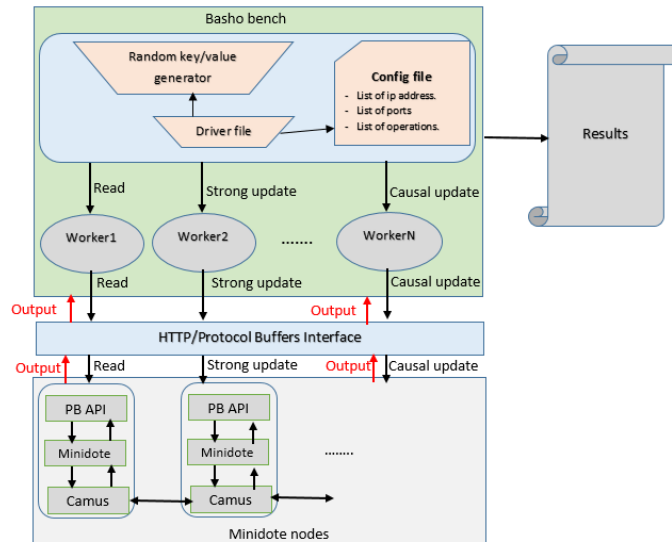 Basho bench
Random key/value
generator
Config file
- List of ip address.
- List of ports
- List of operations.
Driver file
Results
Read
Strong update
Causal update
Worker1
Worker2
........
WorkerN
Read
Strong update
Causal update
Output
Output
HTTP/Protocol Buffers Interface
Output
Read
Strong update
Output
Causal update
PB API
PB API
Minidote
Minidote
........
Camus
Camus
Minidote nodes